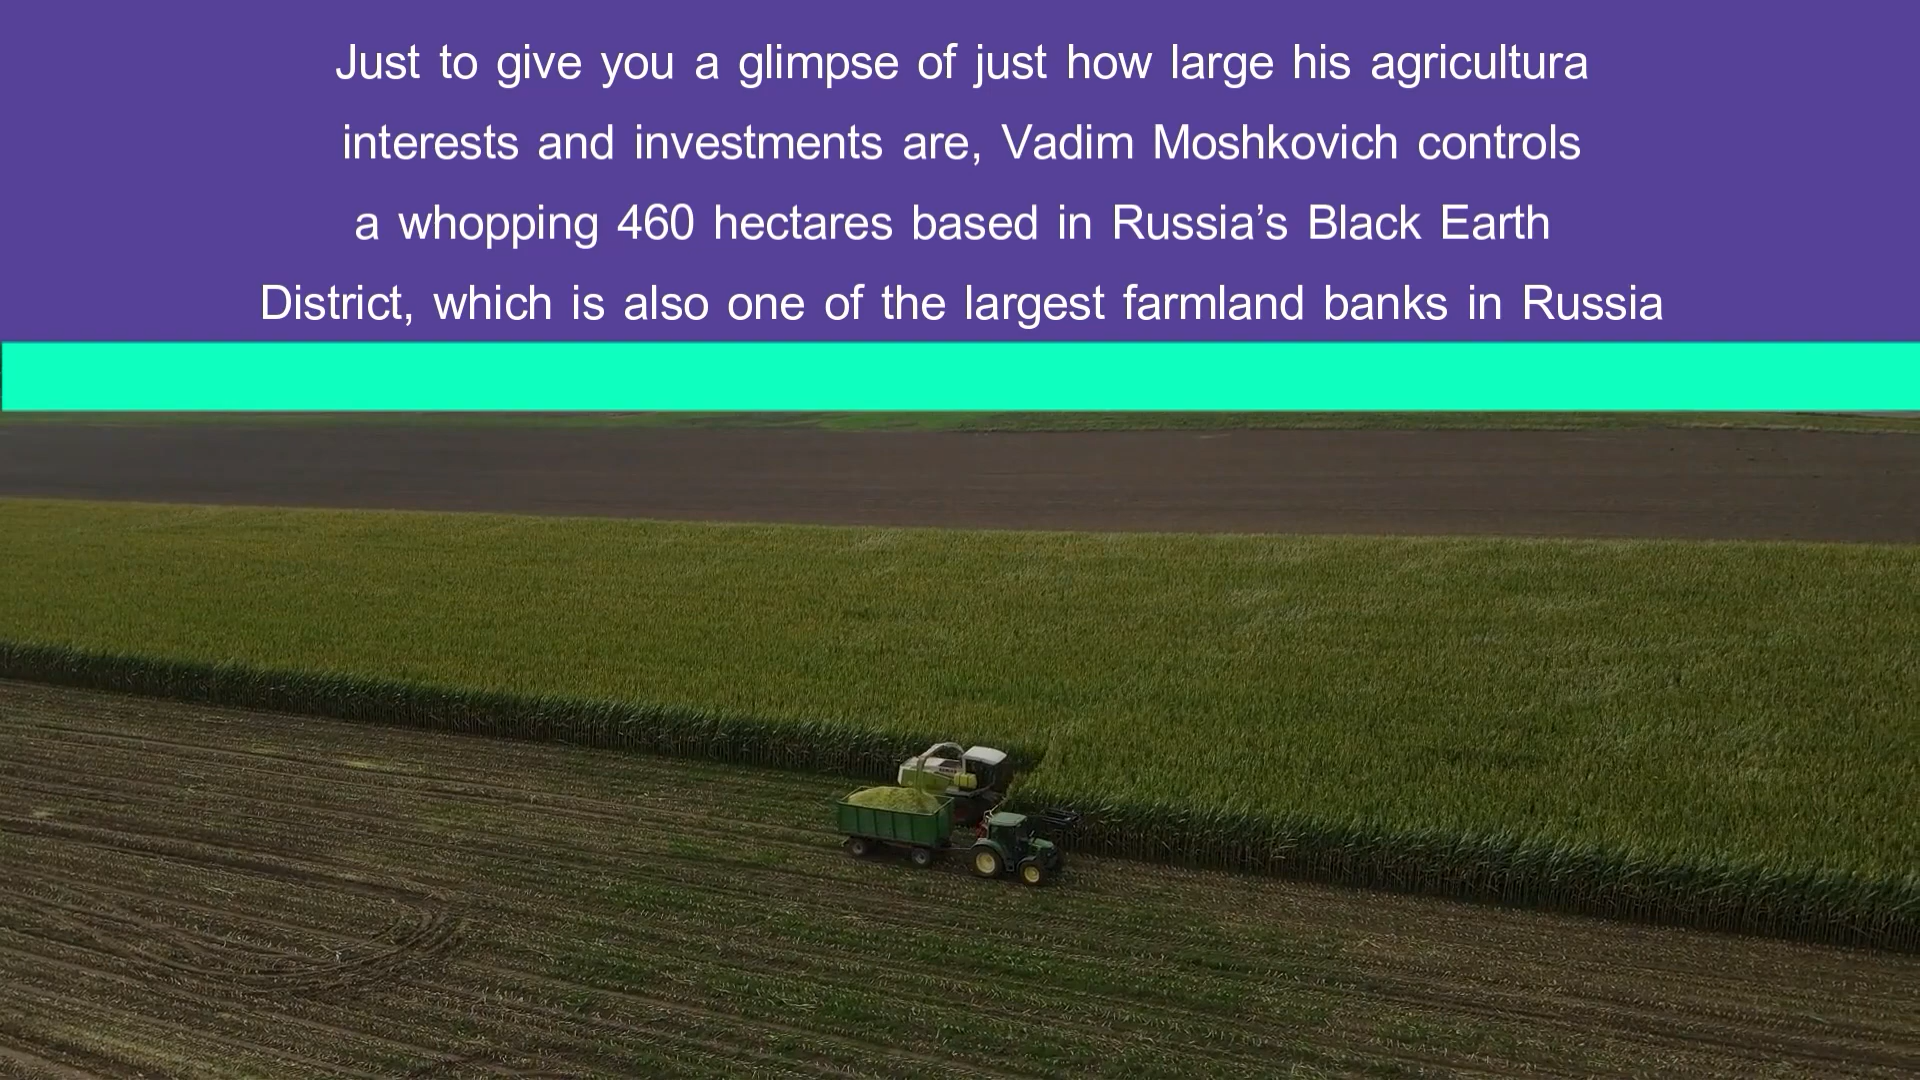 Just to give you a glimpse of just how large his agricultura
interests and investments are, Vadim Moshkovich controls
a whopping 460 hectares based in Russia’s Black Earth
District, which is also one of the largest farmland banks in Russia